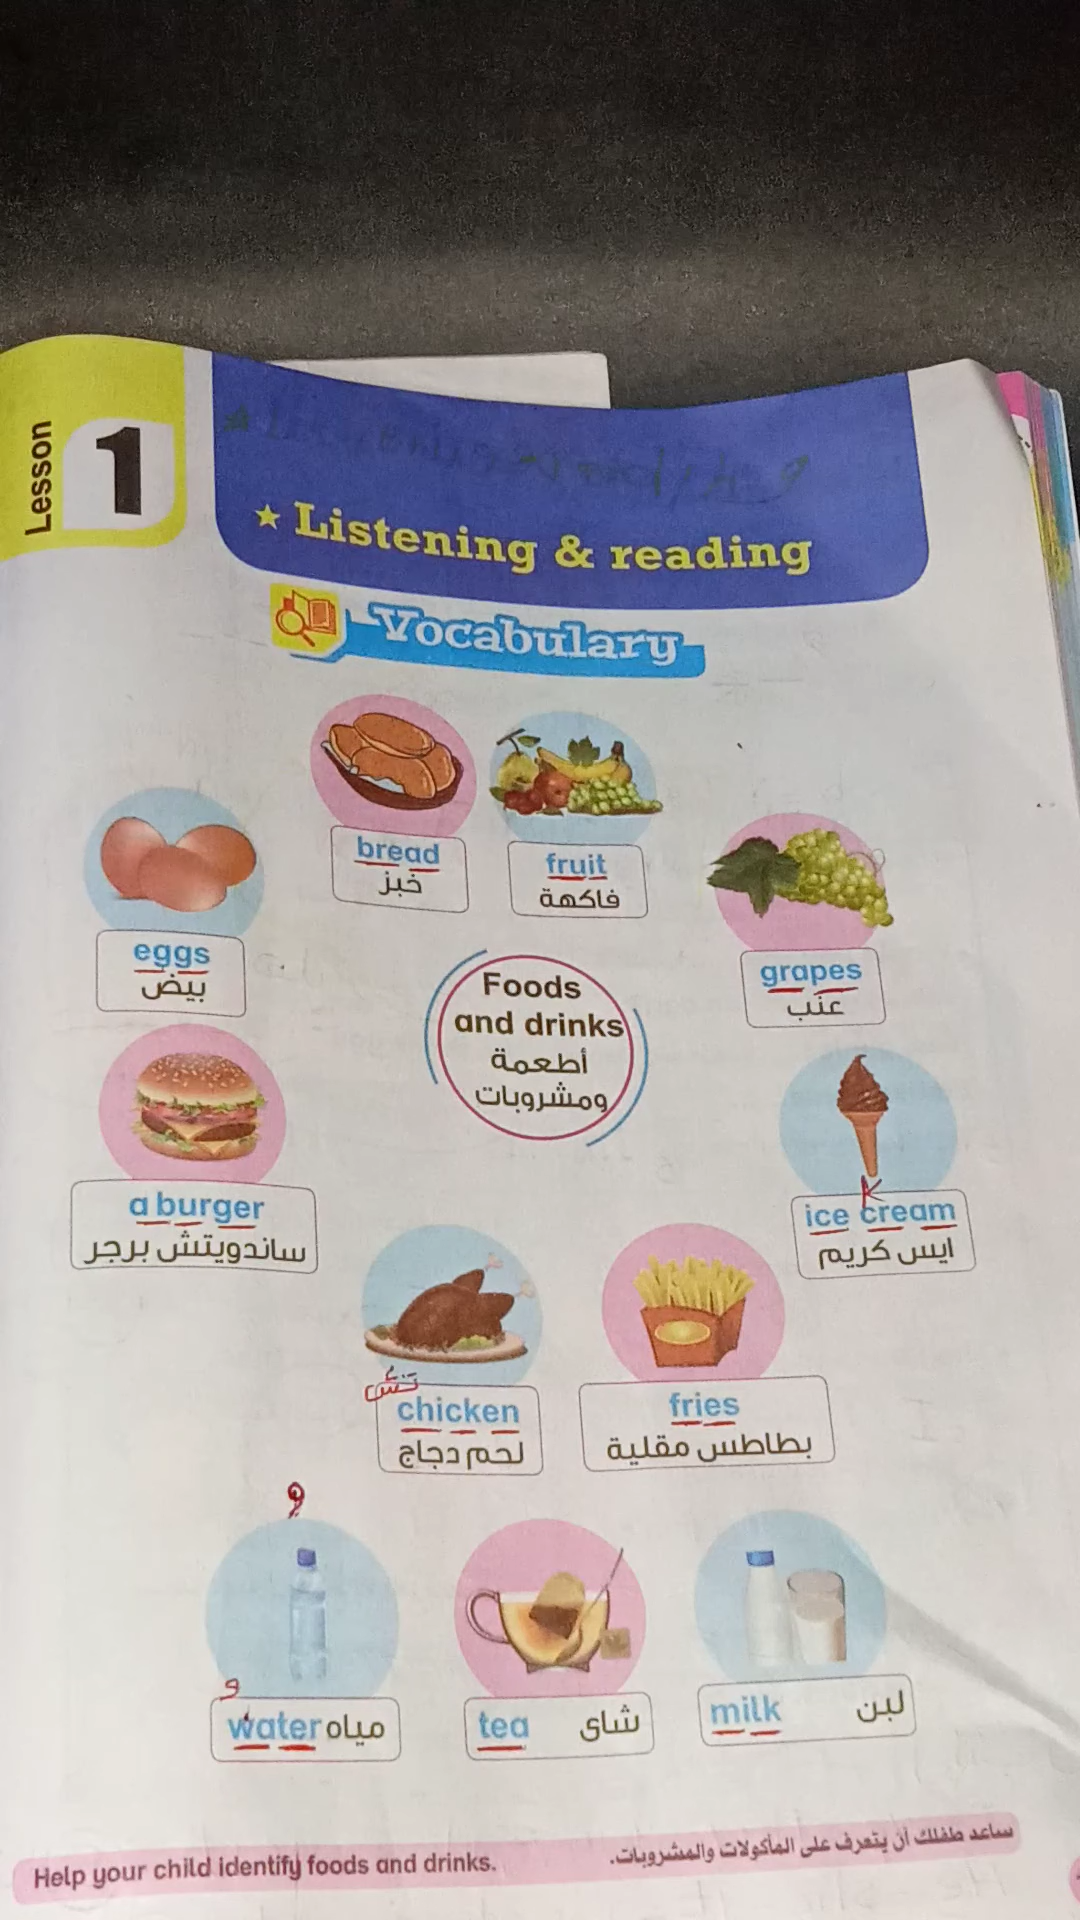 Lesson
1
★ Listening & reading
Vocabulary
bread
خبز
fruit
فاكهة
eggs
بيض
grapes
عنب
Foods
and drinks
أطعمة
ومشروبات
a burger
ساندويتش برجر
K
ice cream
ايس كريم
تش
chicken
لحم دجاج
fries
بطاطس مقلية
و
و
water مياه
tea شاى
milk لبن
Help your child identify foods and drinks.
ساعد طفلك أن يتعرف على المأكولات والمشروبات.